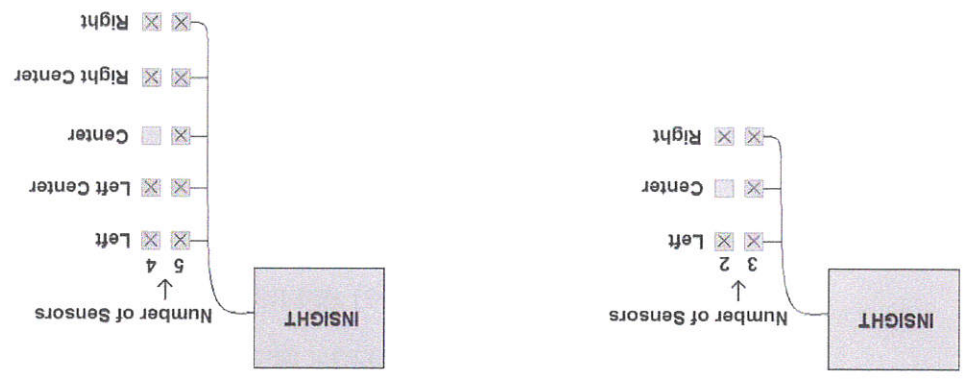 INSIGHT
Number of Sensors
3 2
Left
Center
Right
INSIGHT
Number of Sensors
5 4
Left
Left Center
Center
Right Center
Right